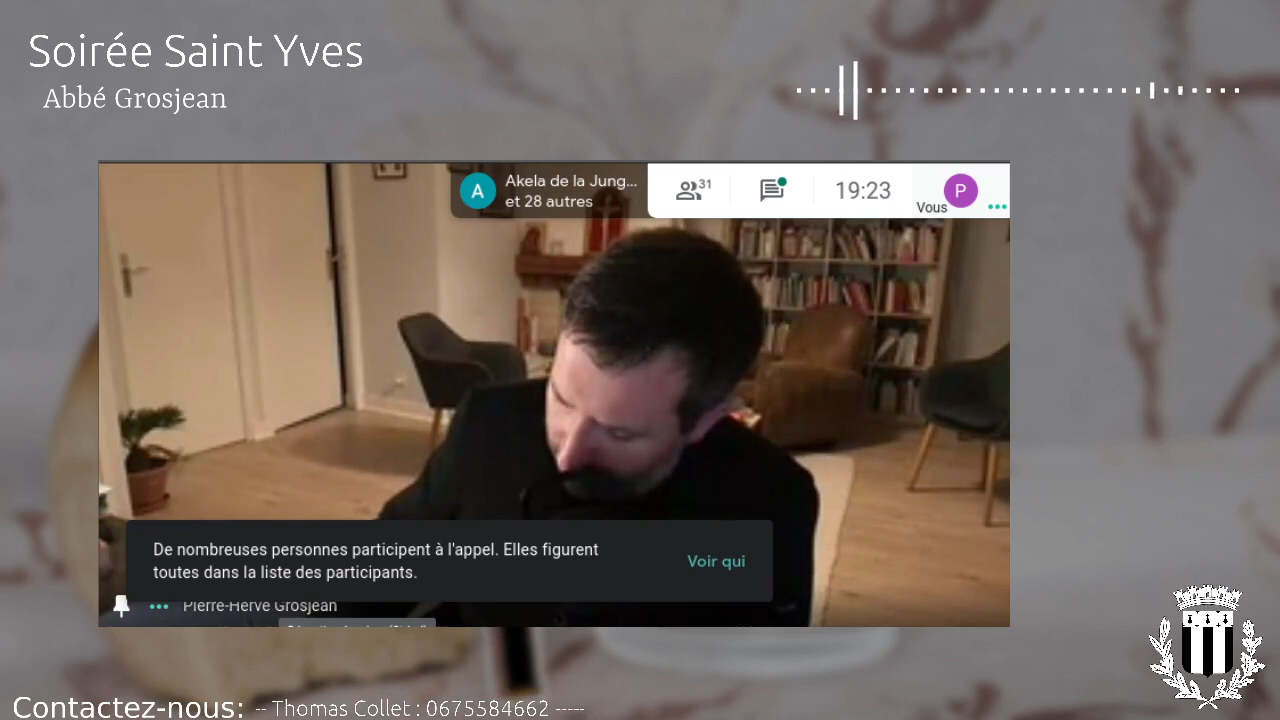 Soirée Saint Yves
Abbé Grosjean
Akela de la Jung...
et 28 autres
31
19:23
P
Vous
A
De nombreuses personnes participent à l'appel. Elles figurent
toutes dans la liste des participants.
Voir qui
Pierre-Hervé Grosjean
Contactez-nous: -- Thomas Collet : 0675584662 -----